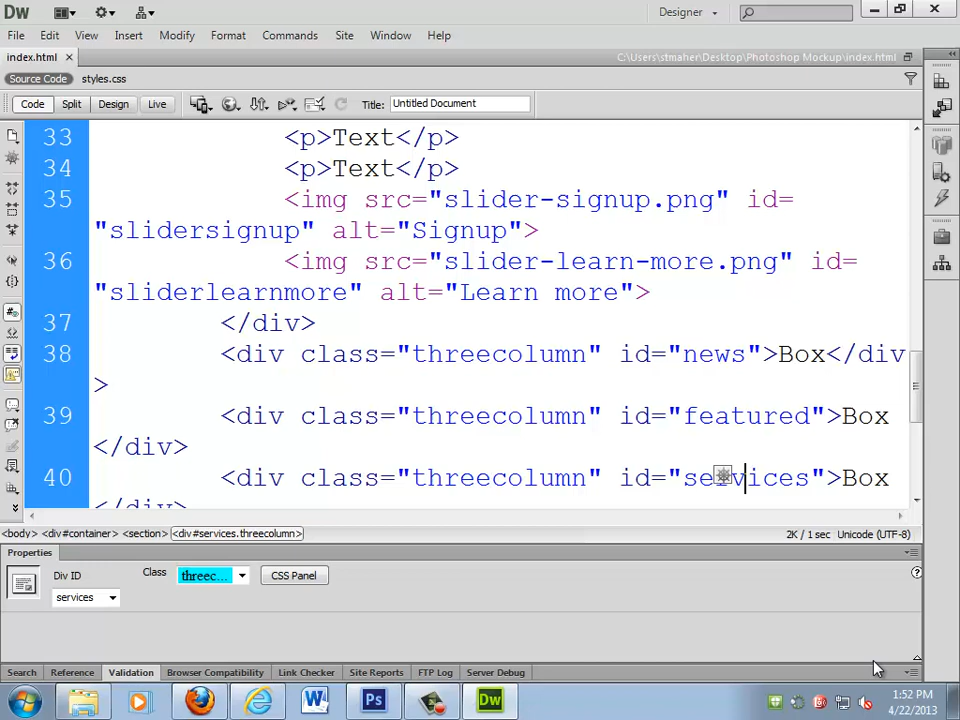 Dw
Designer
File Edit View Insert Modify Format Commands Site Window Help
index.html × C:\Users\stmaher\Desktop\Photoshop Mockup\index.html
Source Code styles.css
Code Split Design Live Title: Untitled Document
33 <p>Text</p>
34 <p>Text</p>
35 <img src="slider-signup.png" id=
"slidersignup" alt="Signup">
36 <img src="slider-learn-more.png" id=
"sliderlearnmore" alt="Learn more">
37 </div>
38 <div class="threecolumn" id="news">Box</div
>
39 <div class="threecolumn" id="featured">Box
</div>
40 <div class="threecolumn" id="services">Box
</div>
<body> <div#container> <section> <div#services.threecolumn> 2K / 1 sec Unicode (UTF-8)
Properties
Div ID Class threec... CSS Panel
services
Search Reference Validation Browser Compatibility Link Checker Site Reports FTP Log Server Debug
W Ps Dw
1:52 PM
4/22/2013